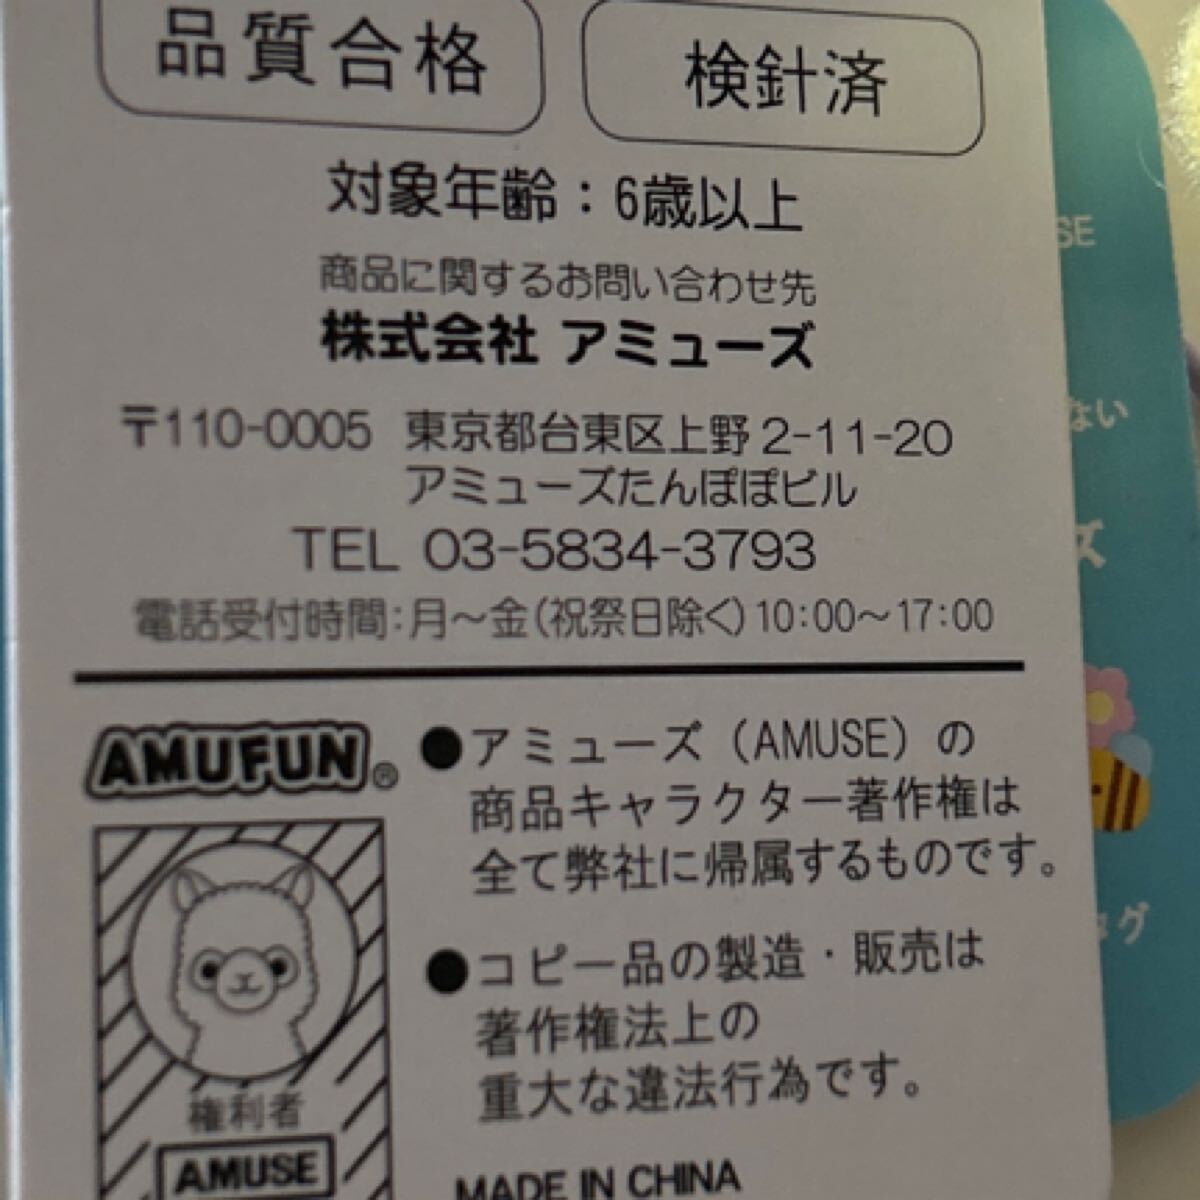 品質合格
検針済
対象年齢：6歳以上
商品に関するお問い合わせ先
株式会社 アミューズ
〒110-0005 東京都台東区上野2-11-20
アミューズたんぽぽビル
TEL 03-5834-3793
電話受付時間：月～金(祝祭日除く)10:00～17:00
AMUFUN®
●アミューズ（AMUSE）の
商品キャラクター著作権は
全て弊社に帰属するものです。
●コピー品の製造・販売は
著作権法上の
重大な違法行為です。
権利者
AMUSE
MADE IN CHINA
SE
ない
ズ
タグ